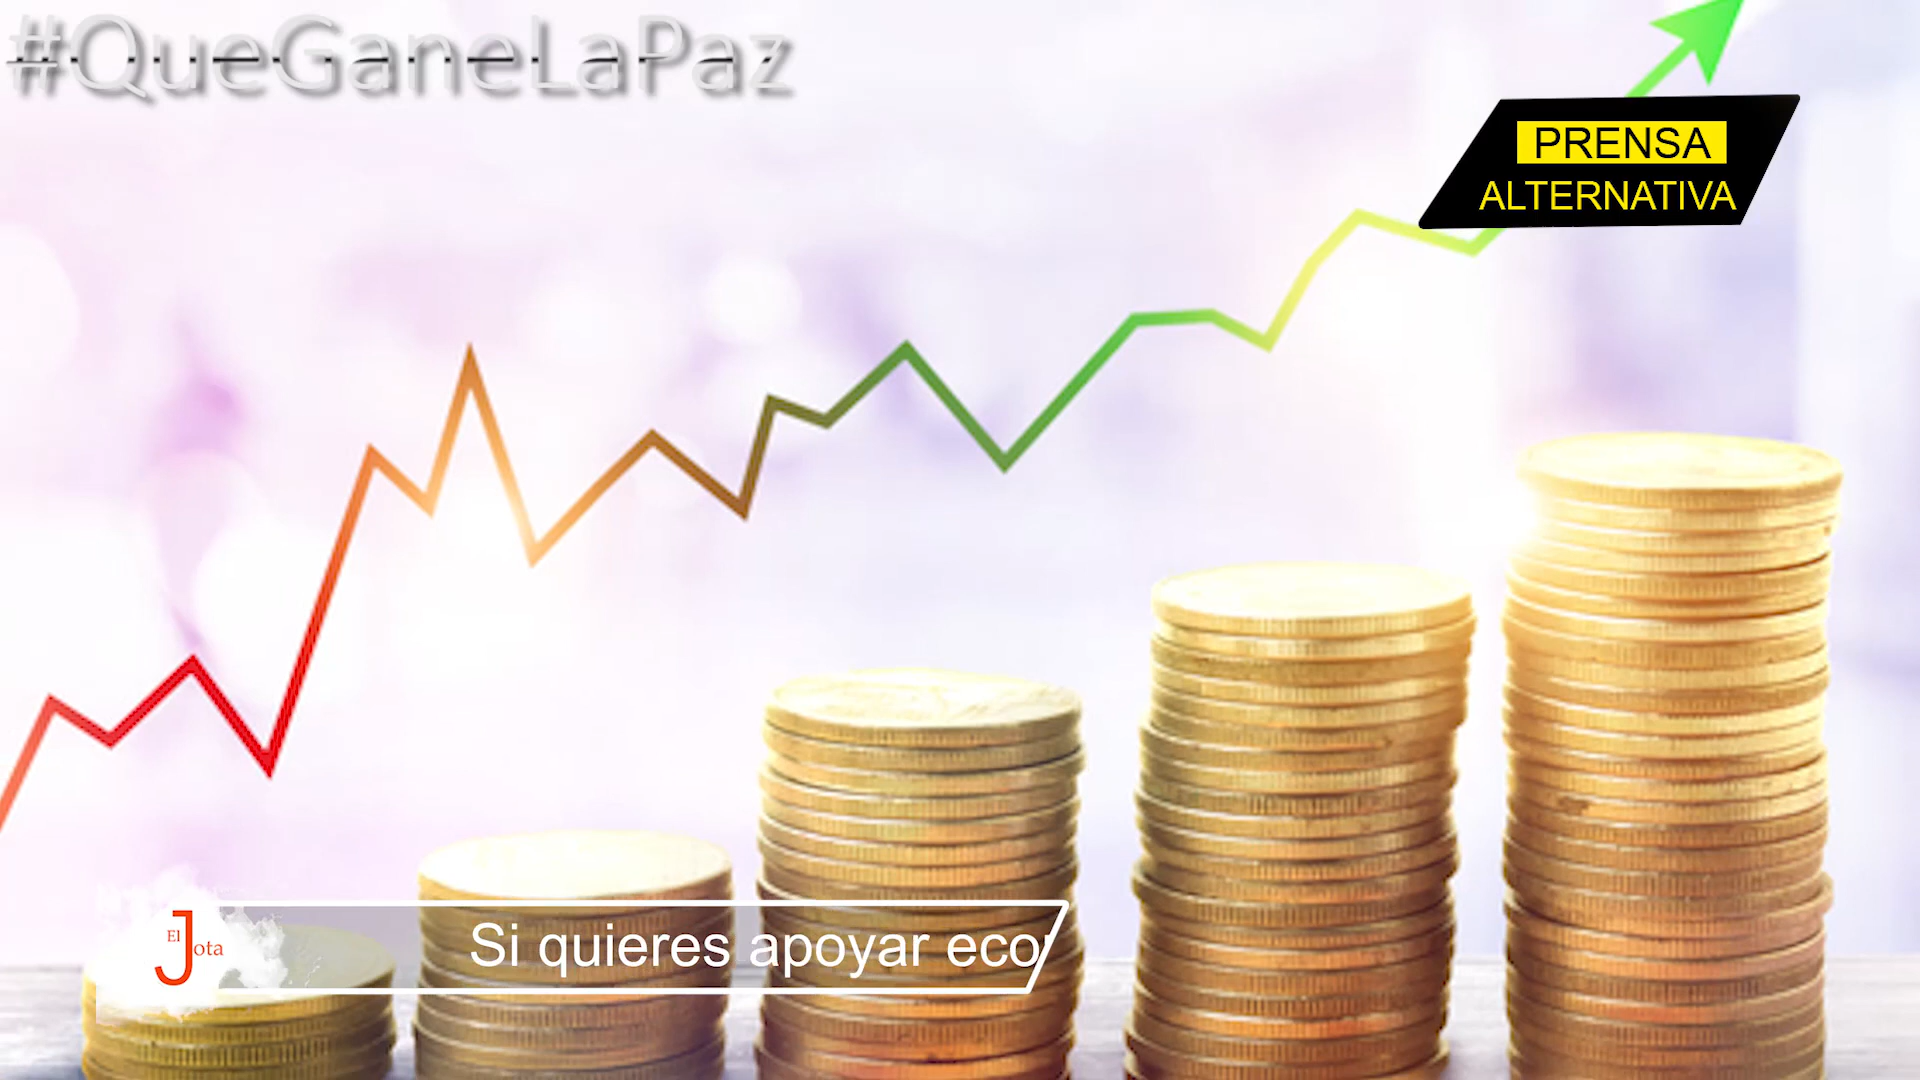 #QueGaneLaPaz
PRENSA
ALTERNATIVA
El Jota
Si quieres apoyar eco